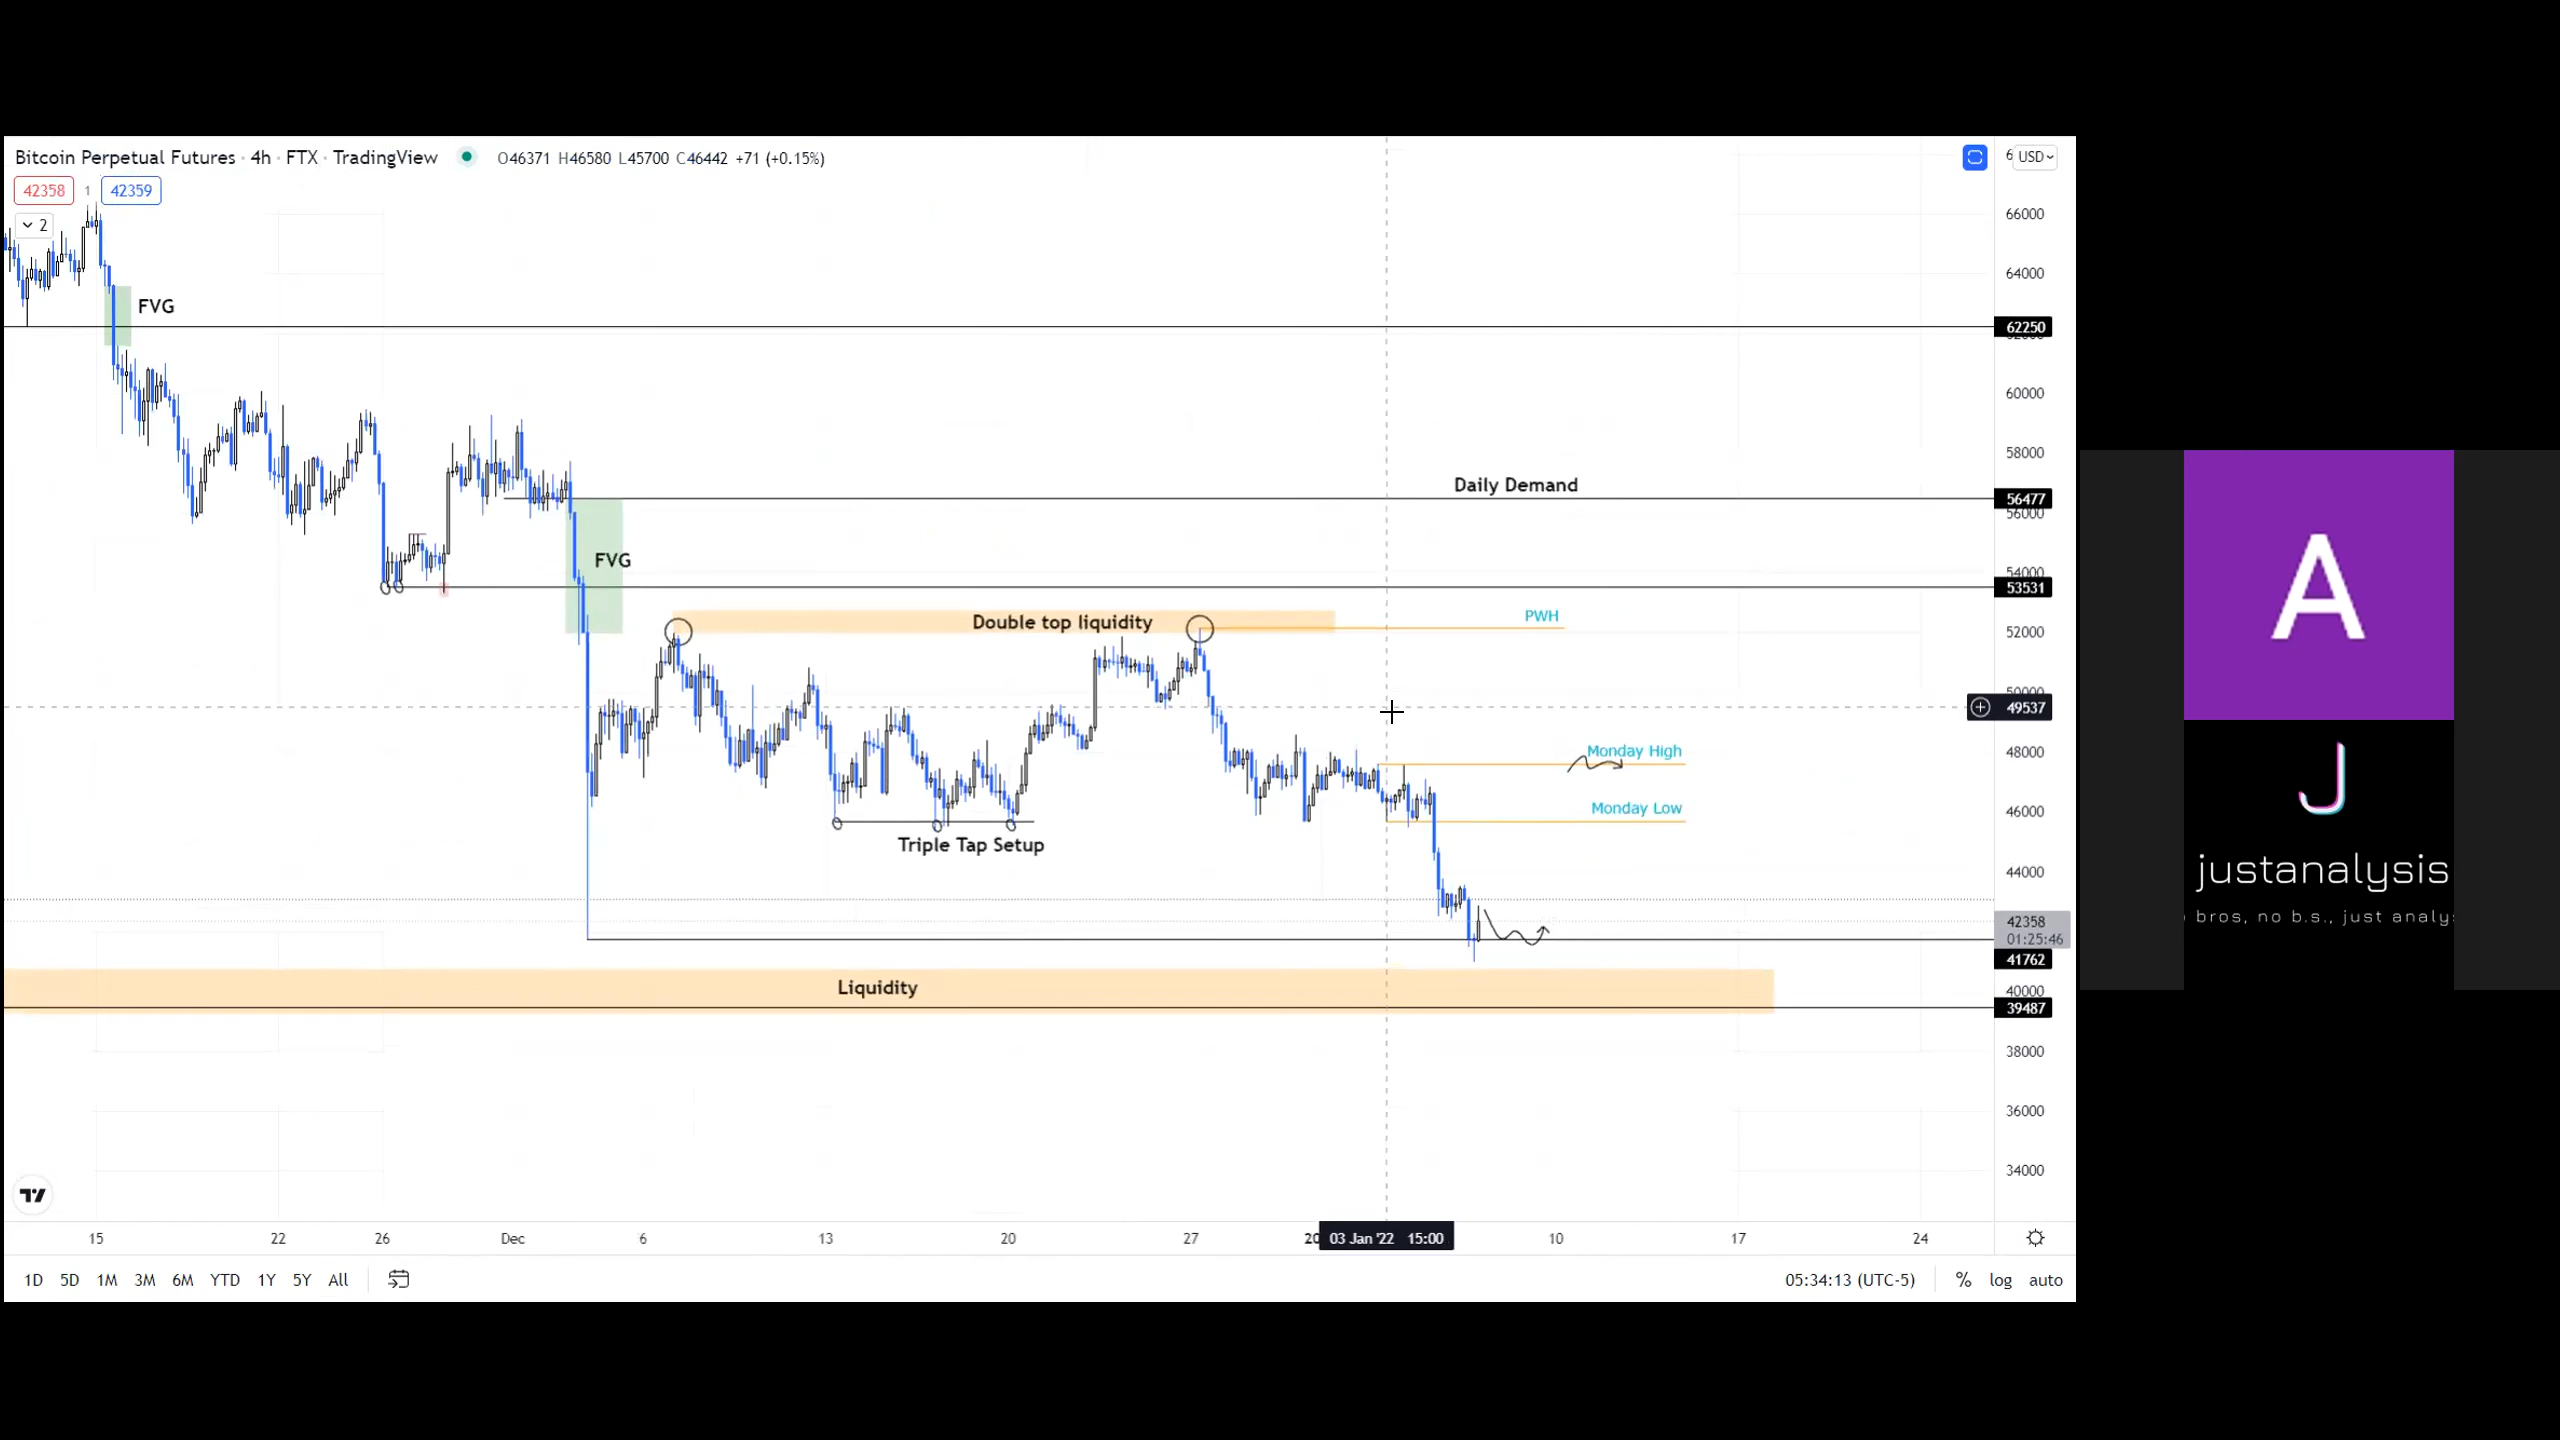 Bitcoin Perpetual Futures · 4h · FTX · TradingView
O46371 H46580 L45700 C46442 +71 (+0.15%)
USD
42358 1 42359
2
66000
64000
FVG
62250
60000
58000
Daily Demand
56477
56000
FVG
54000
53531
Double top liquidity
PWH
52000
50000
49537
Monday High
48000
Monday Low
46000
Triple Tap Setup
44000
42358
01:25:46
41762
Liquidity
40000
39487
38000
36000
34000
15 22 26 Dec 6 13 20 27 20 03 Jan '22 15:00 10 17 24
1D 5D 1M 3M 6M YTD 1Y 5Y All
05:34:13 (UTC-5) % log auto
A
J
justanalysis
bros, no b.s., just analy